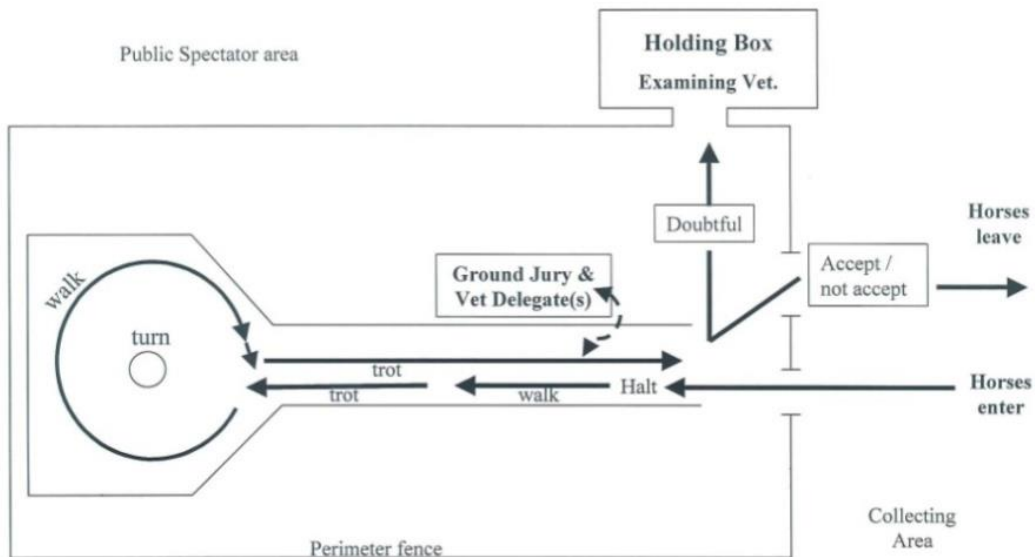 Public Spectator area
Holding Box
Examining Vet.
Doubtful
Horses
leave
Accept /
not accept
Ground Jury &
Vet Delegate(s)
walk
turn
trot
trot
walk
Halt
Horses
enter
Collecting
Area
Perimeter fence